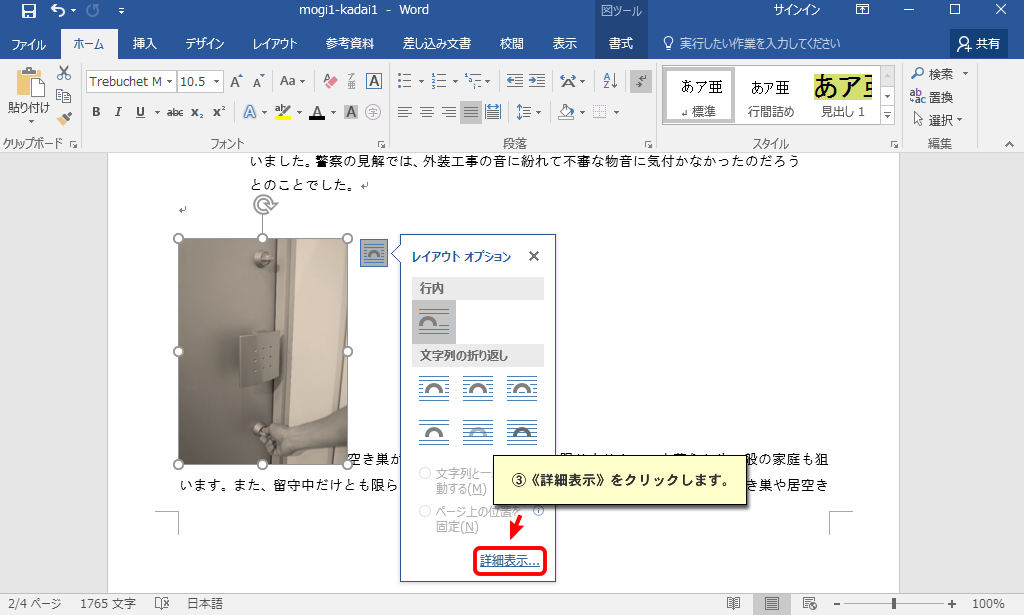 mogi1-kadai1 - Word
図ツール
サインイン
ファイル
ホーム
挿入
デザイン
レイアウト
参考資料
差し込み文書
校閲
表示
書式
実行したい作業を入力してください
共有
貼り付け
クリップボード
Trebuchet M
10.5
Aa
B I U abc x₂ x²
フォント
段落
あア亜
標準
あア亜
行間詰め
あア亜
見出し 1
スタイル
検索
置換
選択
編集
いました。警察の見解では、外装工事の音に紛れて不審な物音に気付かなかったのだろう
とのことでした。
レイアウト オプション
行内
文字列の折り返し
文字列と一
動する(M)
ページ上の位置を
固定(N)
詳細表示...
③《詳細表示》をクリックします。
空き巣が
般の家庭も狙
います。また、留守中だけとも限ら
き巣や居空き
2/4 ページ
1765 文字
日本語
100%